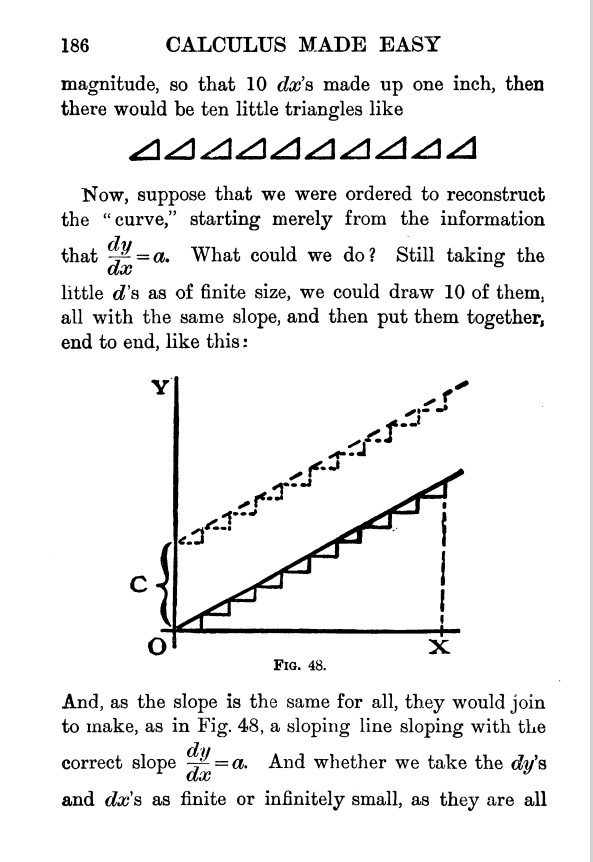 186 CALCULUS MADE EASY
magnitude, so that 10 dx's made up one inch, then
there would be ten little triangles like
Now, suppose that we were ordered to reconstruct
the “curve,” starting merely from the information
that dy/dx = a. What could we do? Still taking the
little d's as of finite size, we could draw 10 of them,
all with the same slope, and then put them together,
end to end, like this:
Y
C
O
X
FIG. 48.
And, as the slope is the same for all, they would join
to make, as in Fig. 48, a sloping line sloping with the
correct slope dy/dx = a. And whether we take the dy's
and dx's as finite or infinitely small, as they are all